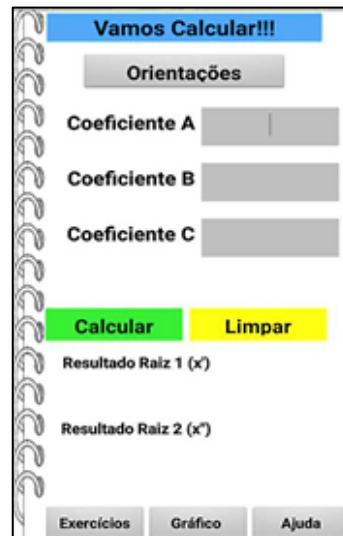 Vamos Calcular!!!
Orientações
Coeficiente A
Coeficiente B
Coeficiente C
Calcular Limpar
Resultado Raiz 1 (x')
Resultado Raiz 2 (x")
Exercícios Gráfico Ajuda